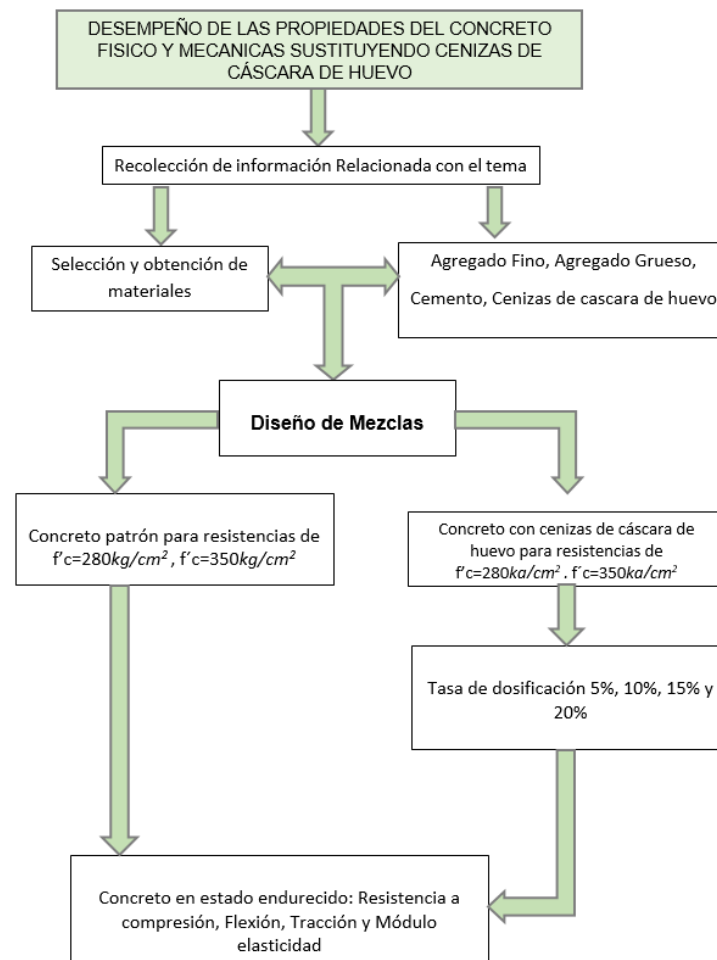 DESEMPEÑO DE LAS PROPIEDADES DEL CONCRETO
FISICO Y MECANICAS SUSTITUYENDO CENIZAS DE
CÁSCARA DE HUEVO
Recolección de información Relacionada con el tema
Selección y obtención de
materiales
Agregado Fino, Agregado Grueso,
Cemento, Cenizas de cascara de huevo
Diseño de Mezclas
Concreto patrón para resistencias de
f'c=280kg/cm², f´c=350kg/cm²
Concreto con cenizas de cáscara de
huevo para resistencias de
f'c=280ka/cm². f´c=350ka/cm²
Tasa de dosificación 5%, 10%, 15% y
20%
Concreto en estado endurecido: Resistencia a
compresión, Flexión, Tracción y Módulo
elasticidad